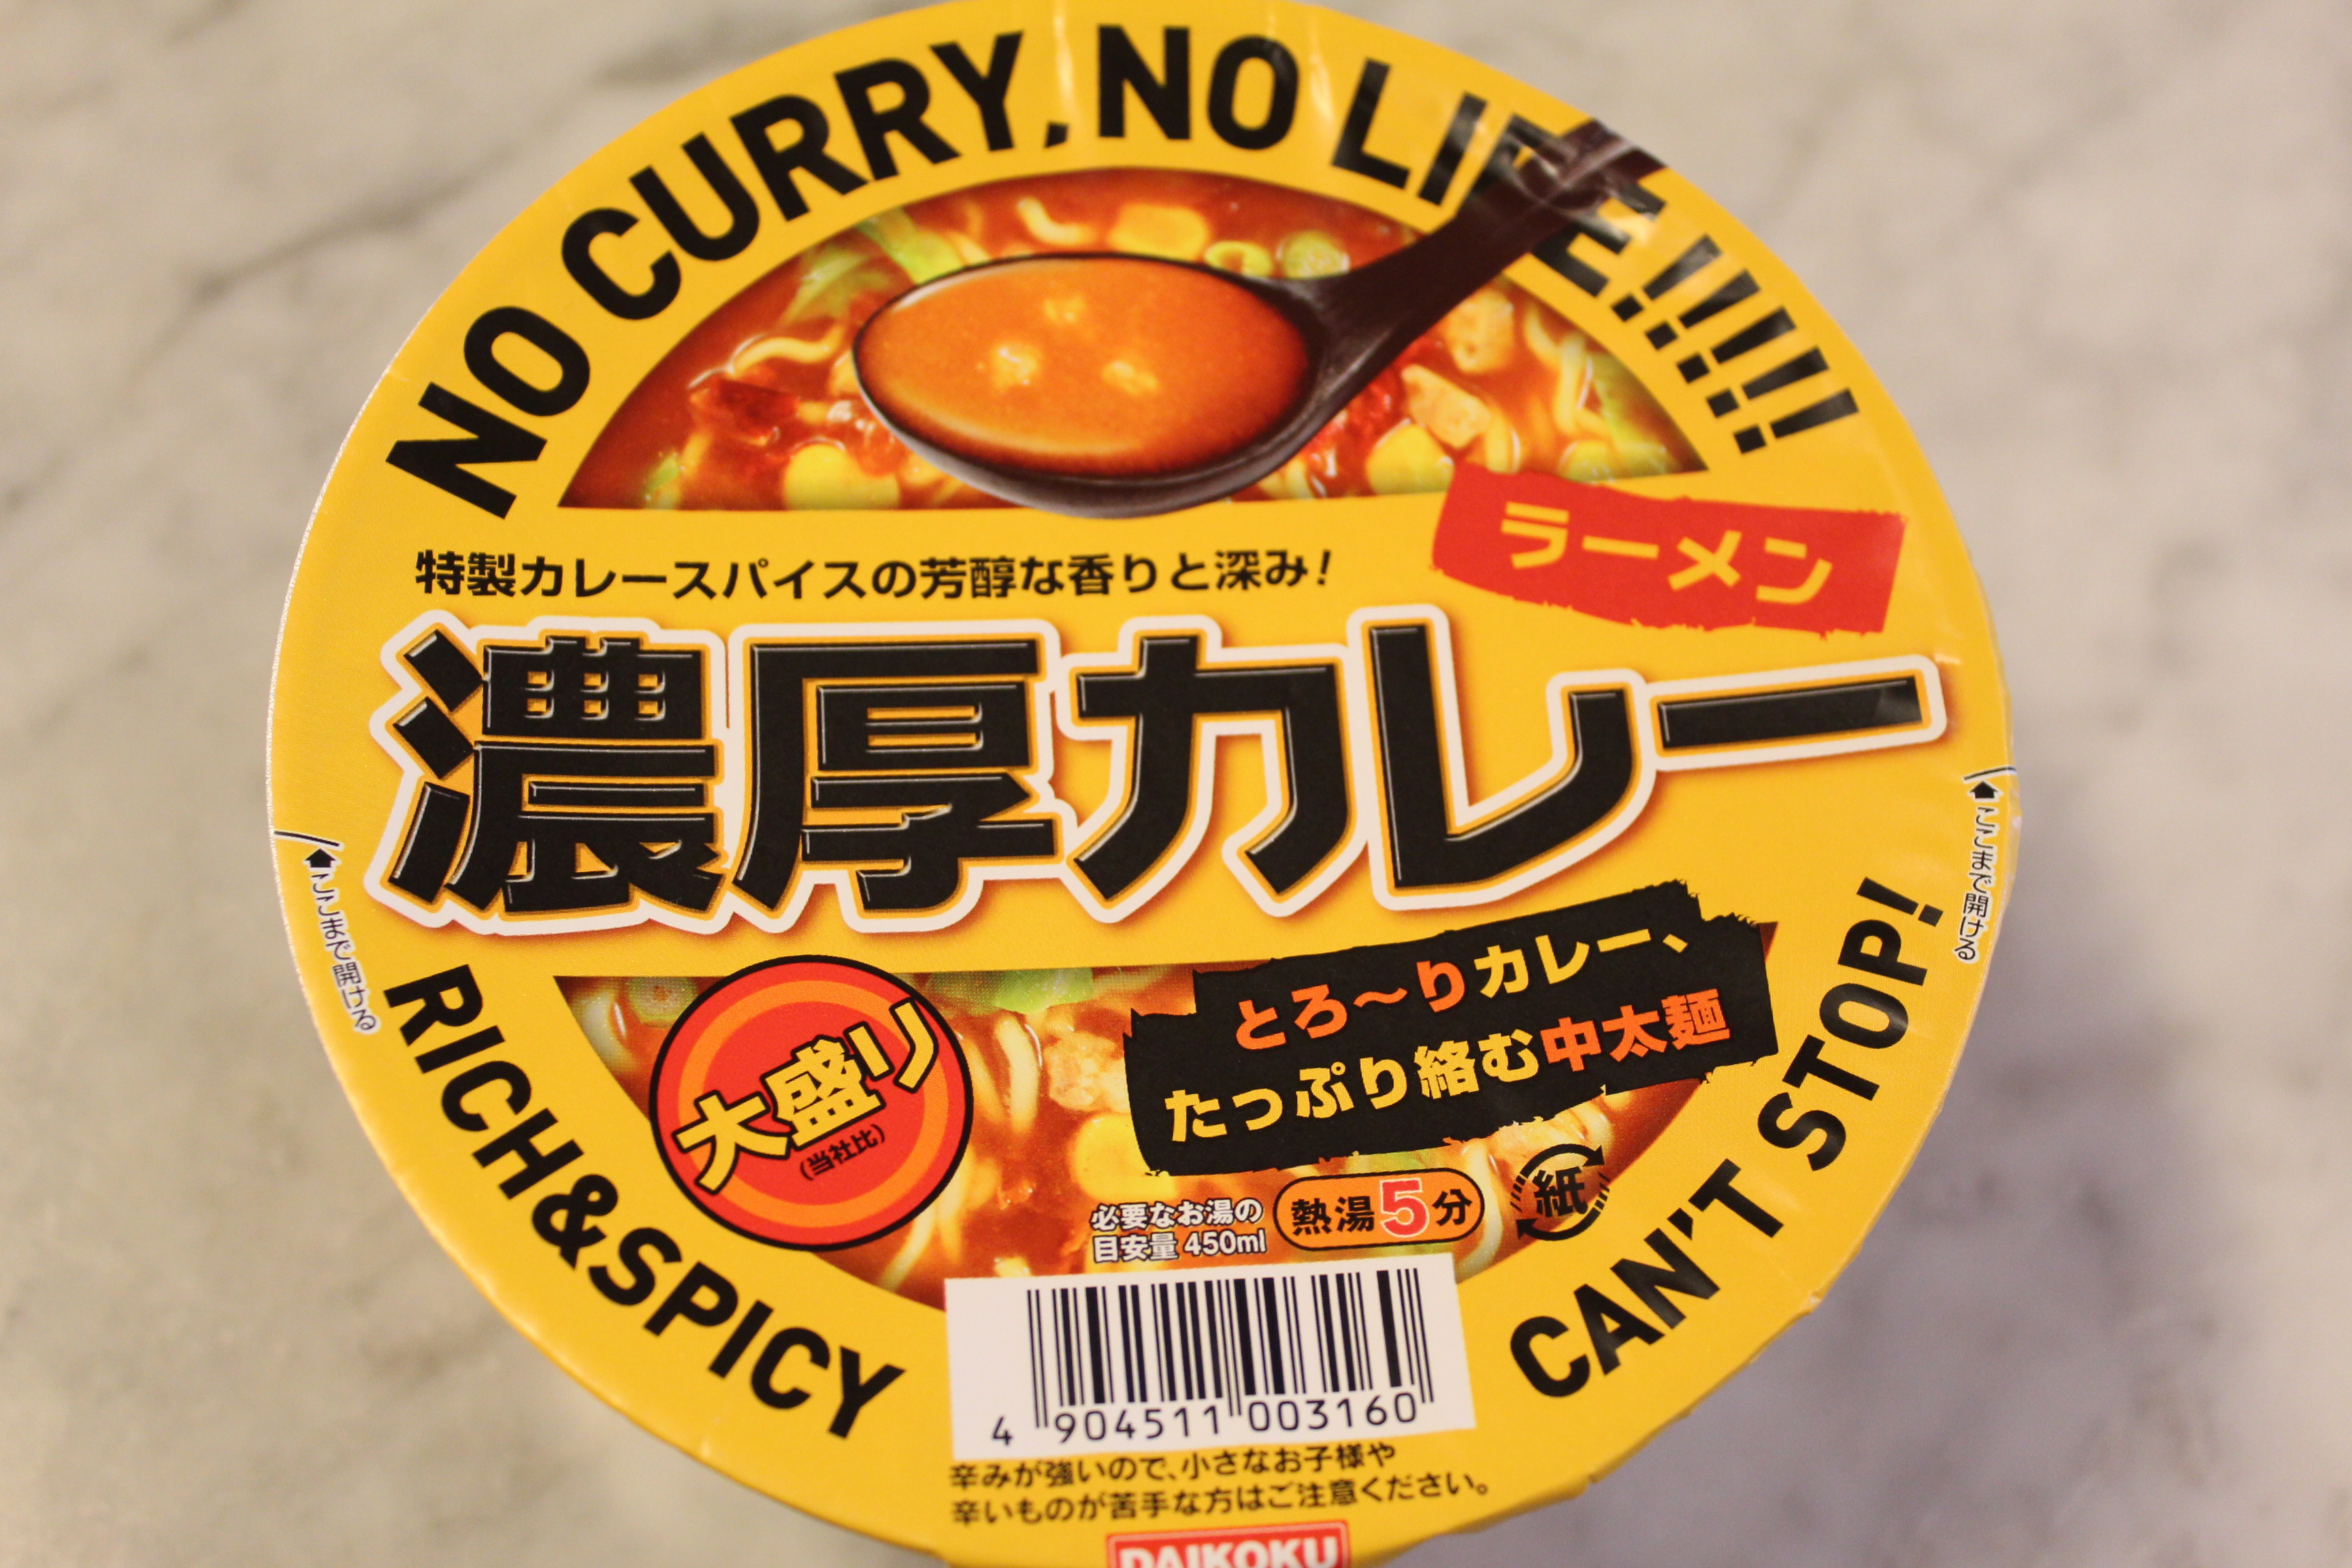 NO CURRY, NO LIFE!!!!!
ラーメン
特製カレースパイスの芳醇な香りと深み!
濃厚カレー
ここまで開ける
ここまで開ける
とろ〜りカレー、
たっぷり絡む中太麺
大盛り
(当社比)
必要なお湯の
目安量 450ml
熱湯5分
紙
RICH&SPICY
CAN'T STOP!
4 904511 003160
辛みが強いので、小さなお子様や
辛いものが苦手な方はご注意ください。
DAIKOKU